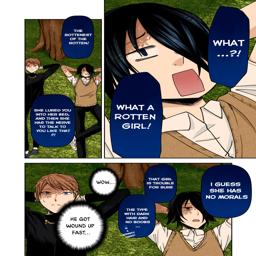 THE
ROTTENEST
OF THE
ROTTEN!
SHE LURED YOU
INTO HER BED,
AND THEN SHE
HAS THE NERVE
TO TALK TO
YOU LIKE THAT
?!
WHAT
...?!
WHAT A
ROTTEN
GIRL!
WOW...
HE GOT
WOUND UP
FAST...
THAT GIRL
IS TROUBLE
FOR SURE!
THE TYPE
WITH DARK
HAIR AND
NO BOOBS
I GUESS
SHE HAS
NO MORALS